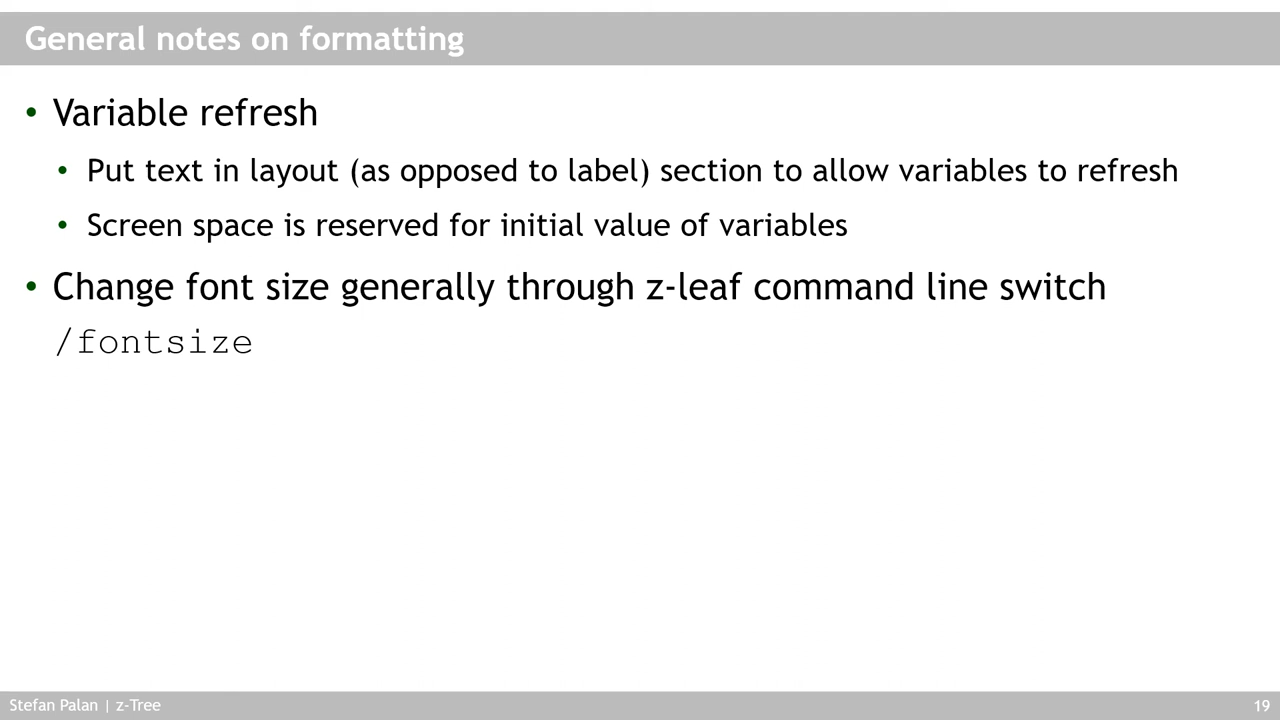 General notes on formatting
• Variable refresh
• Put text in layout (as opposed to label) section to allow variables to refresh
• Screen space is reserved for initial value of variables
• Change font size generally through z-leaf command line switch
/fontsize
Stefan Palan | z-Tree
19